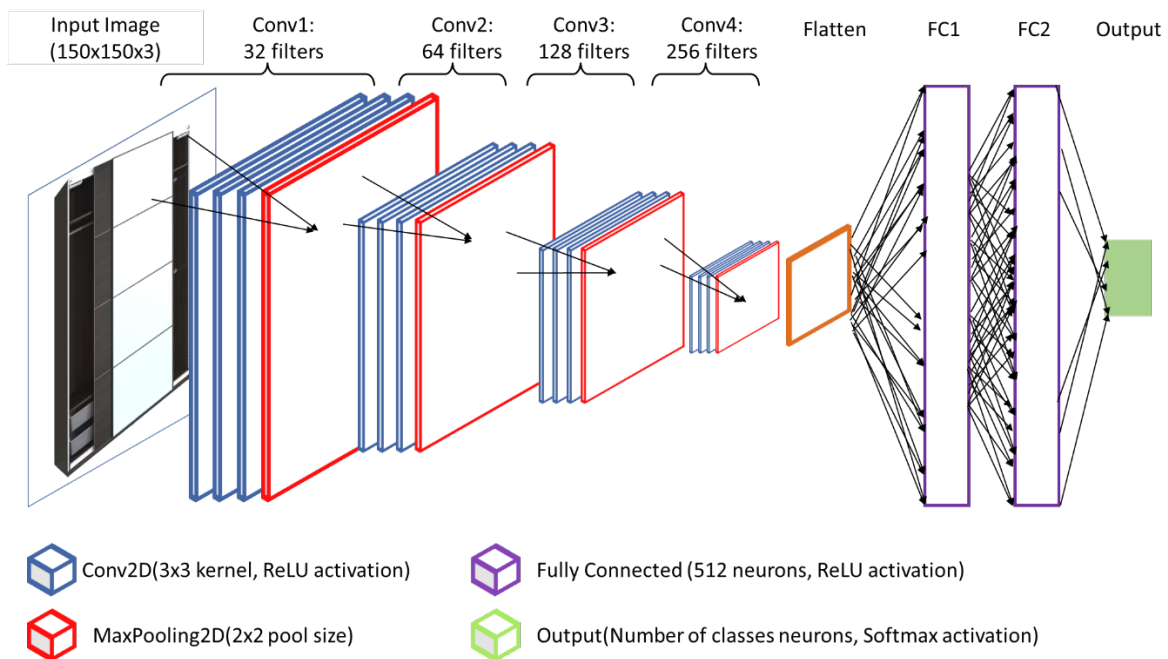 Input Image
(150x150x3)
Conv1:
32 filters
Conv2:
64 filters
Conv3:
128 filters
Conv4:
256 filters
Flatten
FC1
FC2
Output
Conv2D(3x3 kernel, ReLU activation)
Fully Connected (512 neurons, ReLU activation)
MaxPooling2D(2x2 pool size)
Output(Number of classes neurons, Softmax activation)